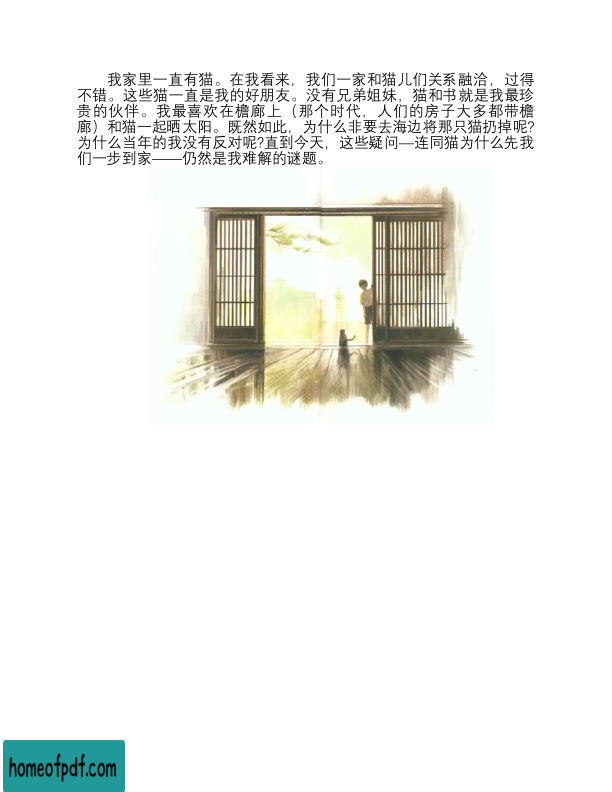 我家里一直有猫。在我看来，我们一家和猫儿们关系融洽，过得
不错。这些猫一直是我的好朋友。没有兄弟姐妹，猫和书就是我最珍
贵的伙伴。我最喜欢在檐廊上（那个时代，人们的房子大多都带檐
廊）和猫一起晒太阳。既然如此，为什么非要去海边将那只猫扔掉呢?
为什么当年的我没有反对呢?直到今天，这些疑问—连同猫为什么先我
们一步到家——仍然是我难解的谜题。
homeofpdf.com